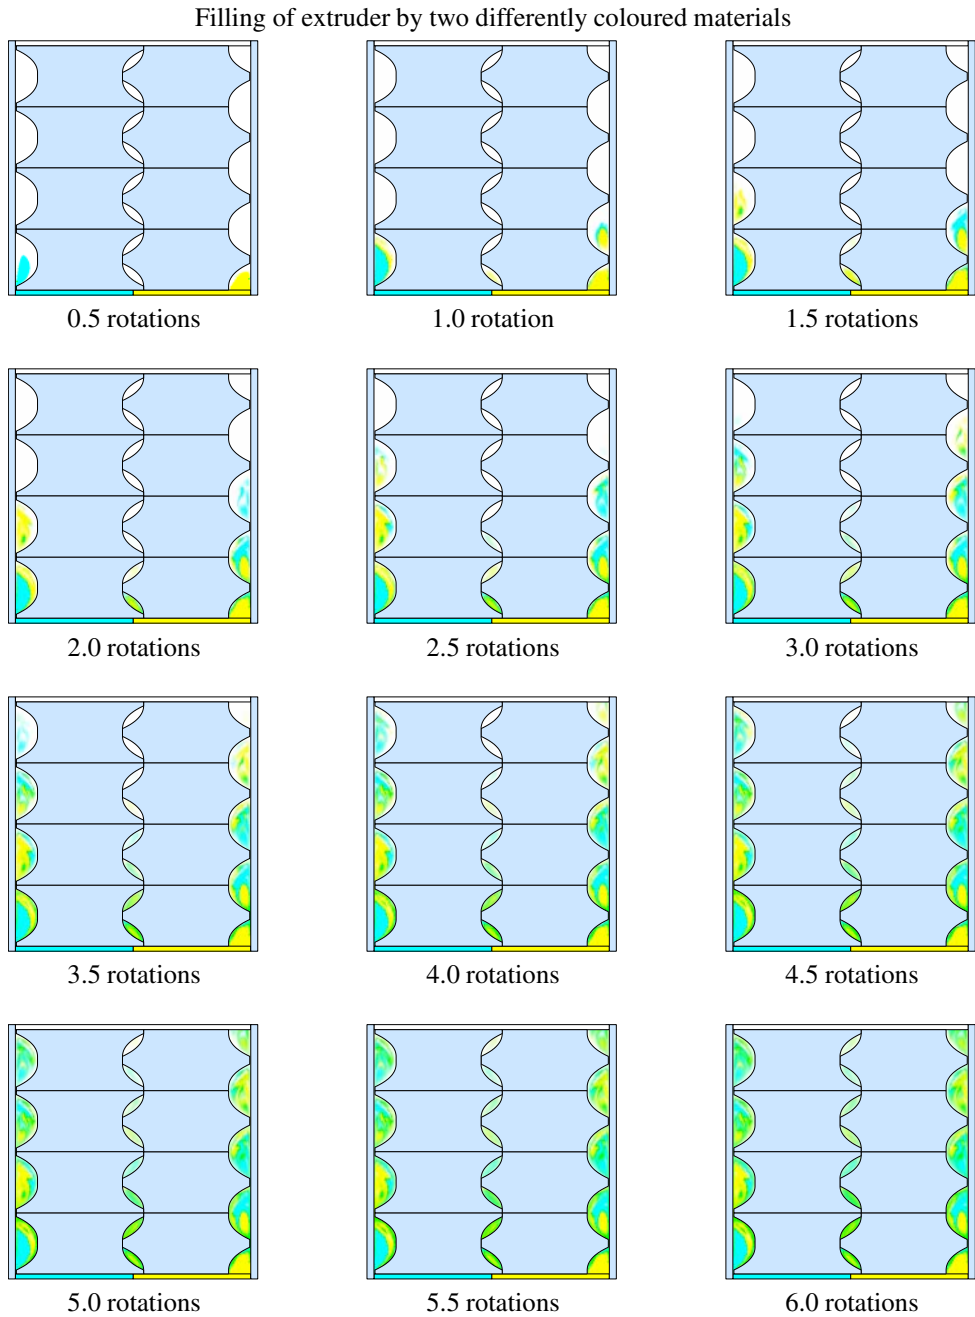 Filling of extruder by two differently coloured materials
0.5 rotations
1.0 rotation
1.5 rotations
2.0 rotations
2.5 rotations
3.0 rotations
3.5 rotations
4.0 rotations
4.5 rotations
5.0 rotations
5.5 rotations
6.0 rotations